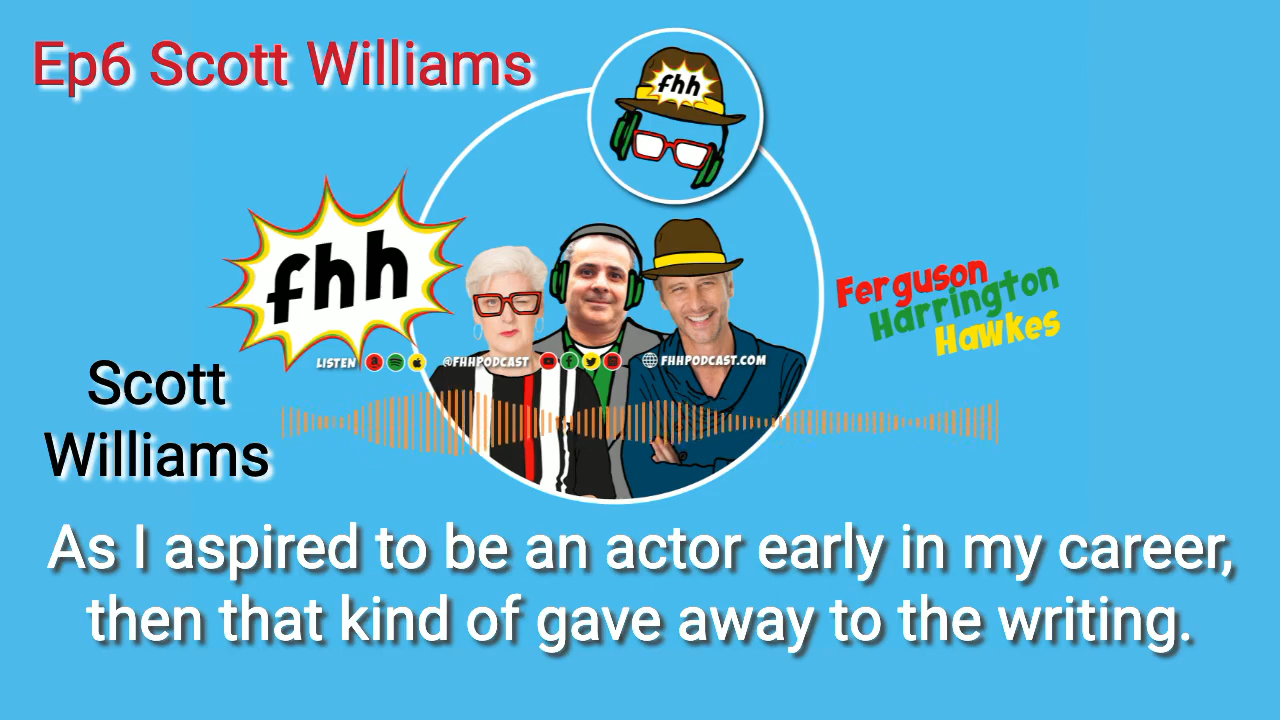 Ep6 Scott Williams
fhh
fhh
Ferguson
Harrington
Hawkes
LISTEN @FHHPODCAST FHHPODCAST.COM
Scott
Williams
As I aspired to be an actor early in my career,
then that kind of gave away to the writing.